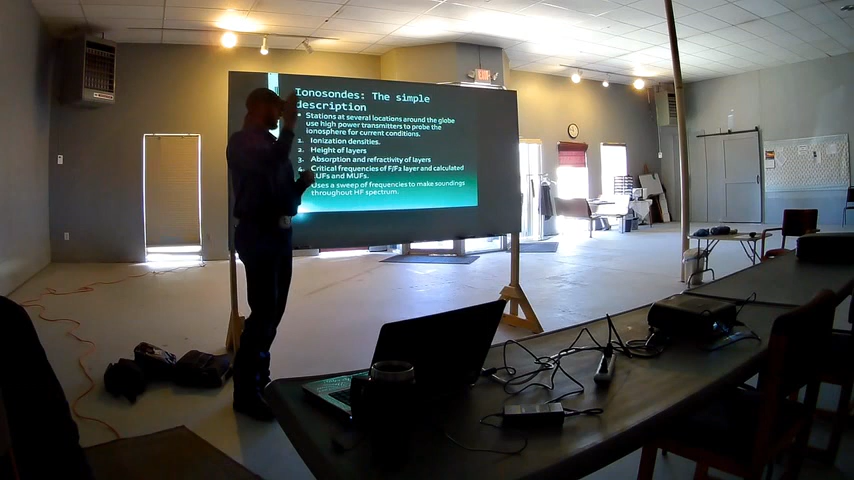 Ionosondes: The simple
description
• Stations at several locations around the globe
use high power transmitters to probe the
ionosphere for current conditions.
1. Ionization densities.
2. Height of layers
3. Absorption and refractivity of layers
4. Critical frequencies of F/F2 layer and calculated
LUFs and MUFs.
Uses a sweep of frequencies to make soundings
throughout HF spectrum.
EXIT